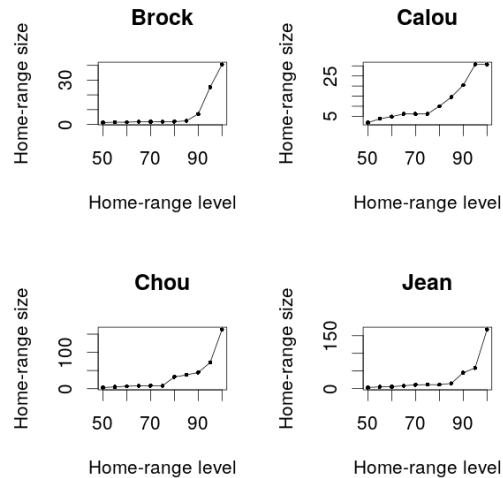 Brock
Home-range size
0 30
50 70 90
Home-range level
Calou
Home-range size
5 25
50 70 90
Home-range level
Chou
Home-range size
0 100
50 70 90
Home-range level
Jean
Home-range size
0 150
50 70 90
Home-range level